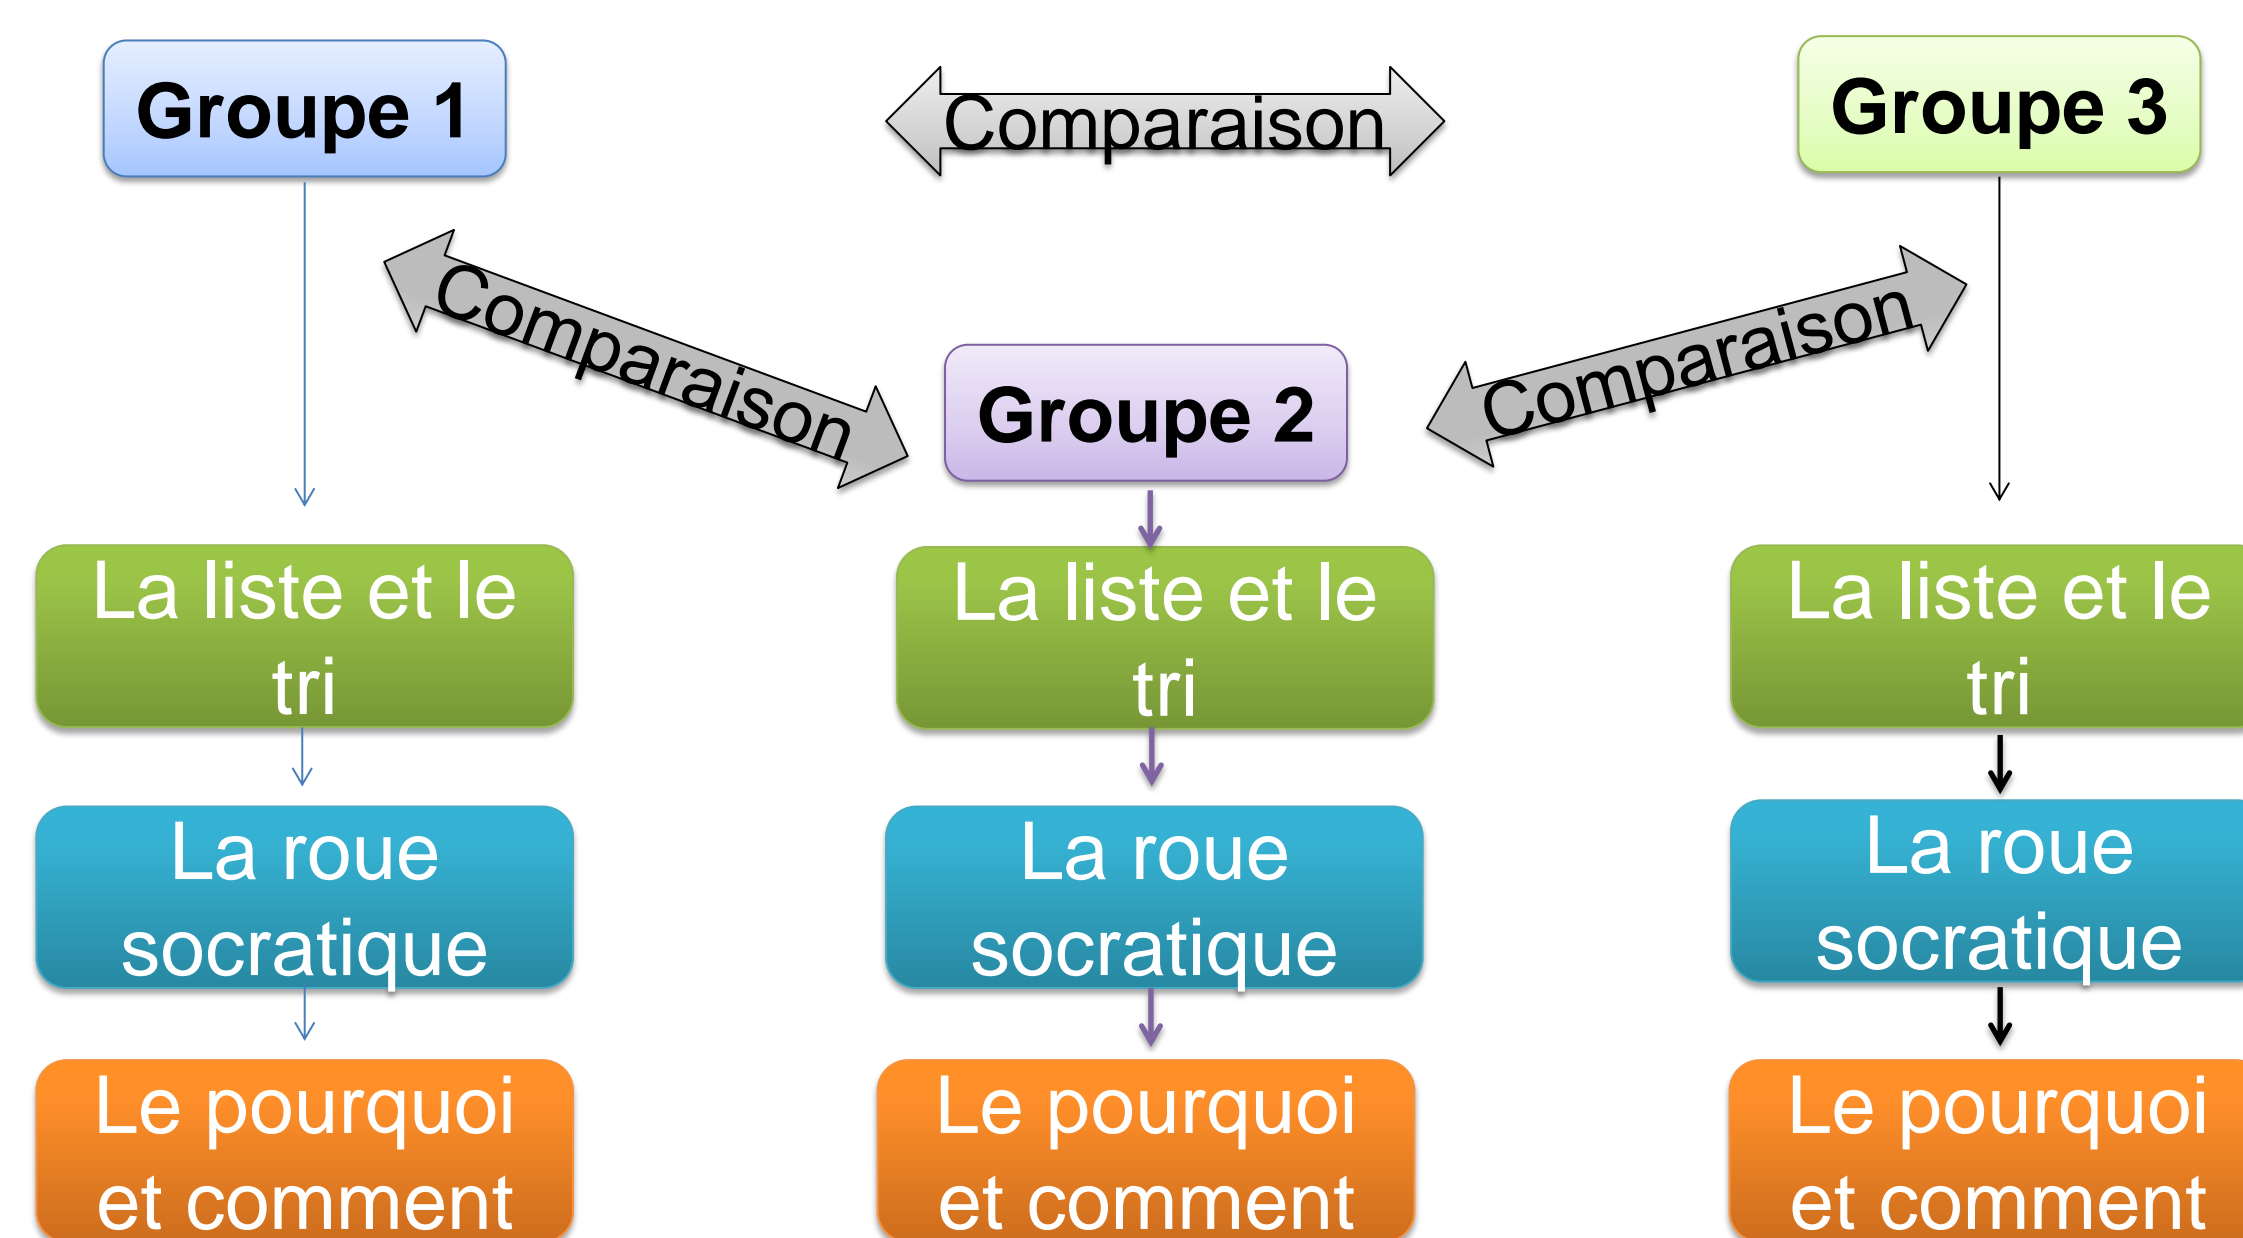 Groupe 1
Comparaison
Groupe 3
Comparaison
Comparaison
Groupe 2
La liste et le
tri
La liste et le
tri
La liste et le
tri
La roue
socratique
La roue
socratique
La roue
socratique
Le pourquoi
et comment
Le pourquoi
et comment
Le pourquoi
et comment